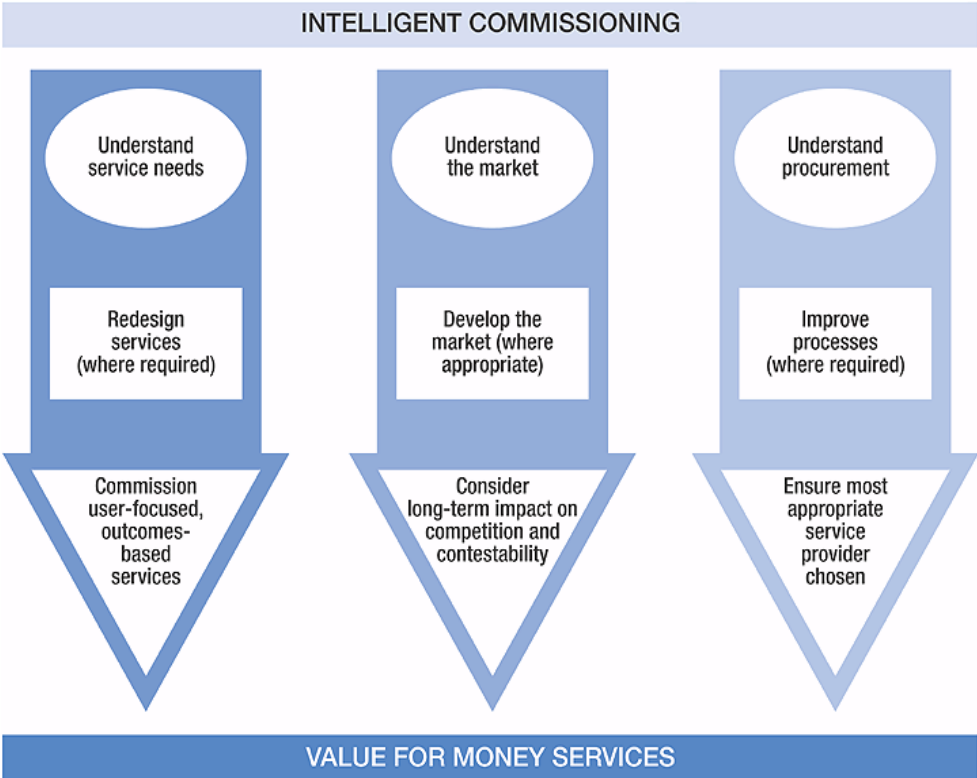 INTELLIGENT COMMISSIONING
Understand
service needs
Redesign
services
(where required)
Commission
user-focused,
outcomes-
based
services
Understand
the market
Develop the
market (where
appropriate)
Consider
long-term impact on
competition and
contestability
Understand
procurement
Improve
processes
(where required)
Ensure most
appropriate
service
provider
chosen
VALUE FOR MONEY SERVICES